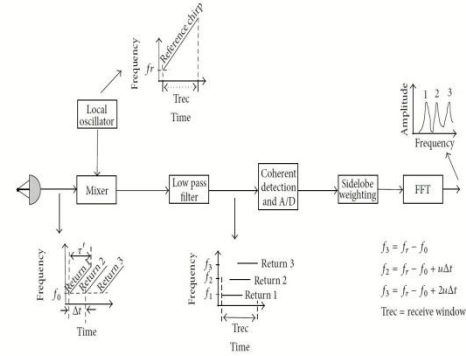 Frequency
Reference chirp
fr
Trec
Time
Local
oscillator
Mixer
Low pass
filter
Coherent
detection
and A/D
Sidelobe
weighting
FFT
Amplitude
1 2 3
Frequency
τ′
Frequency
Return 1
Return 2
Return 3
f₀
Δt
Time
Frequency
f₃
f₂
f₁
Return 3
Return 2
Return 1
Trec
Time
f₃ = fᵣ − f₀
f₂ = fᵣ − f₀ + uΔt
f₃ = fᵣ − f₀ + 2uΔt
Trec = receive window